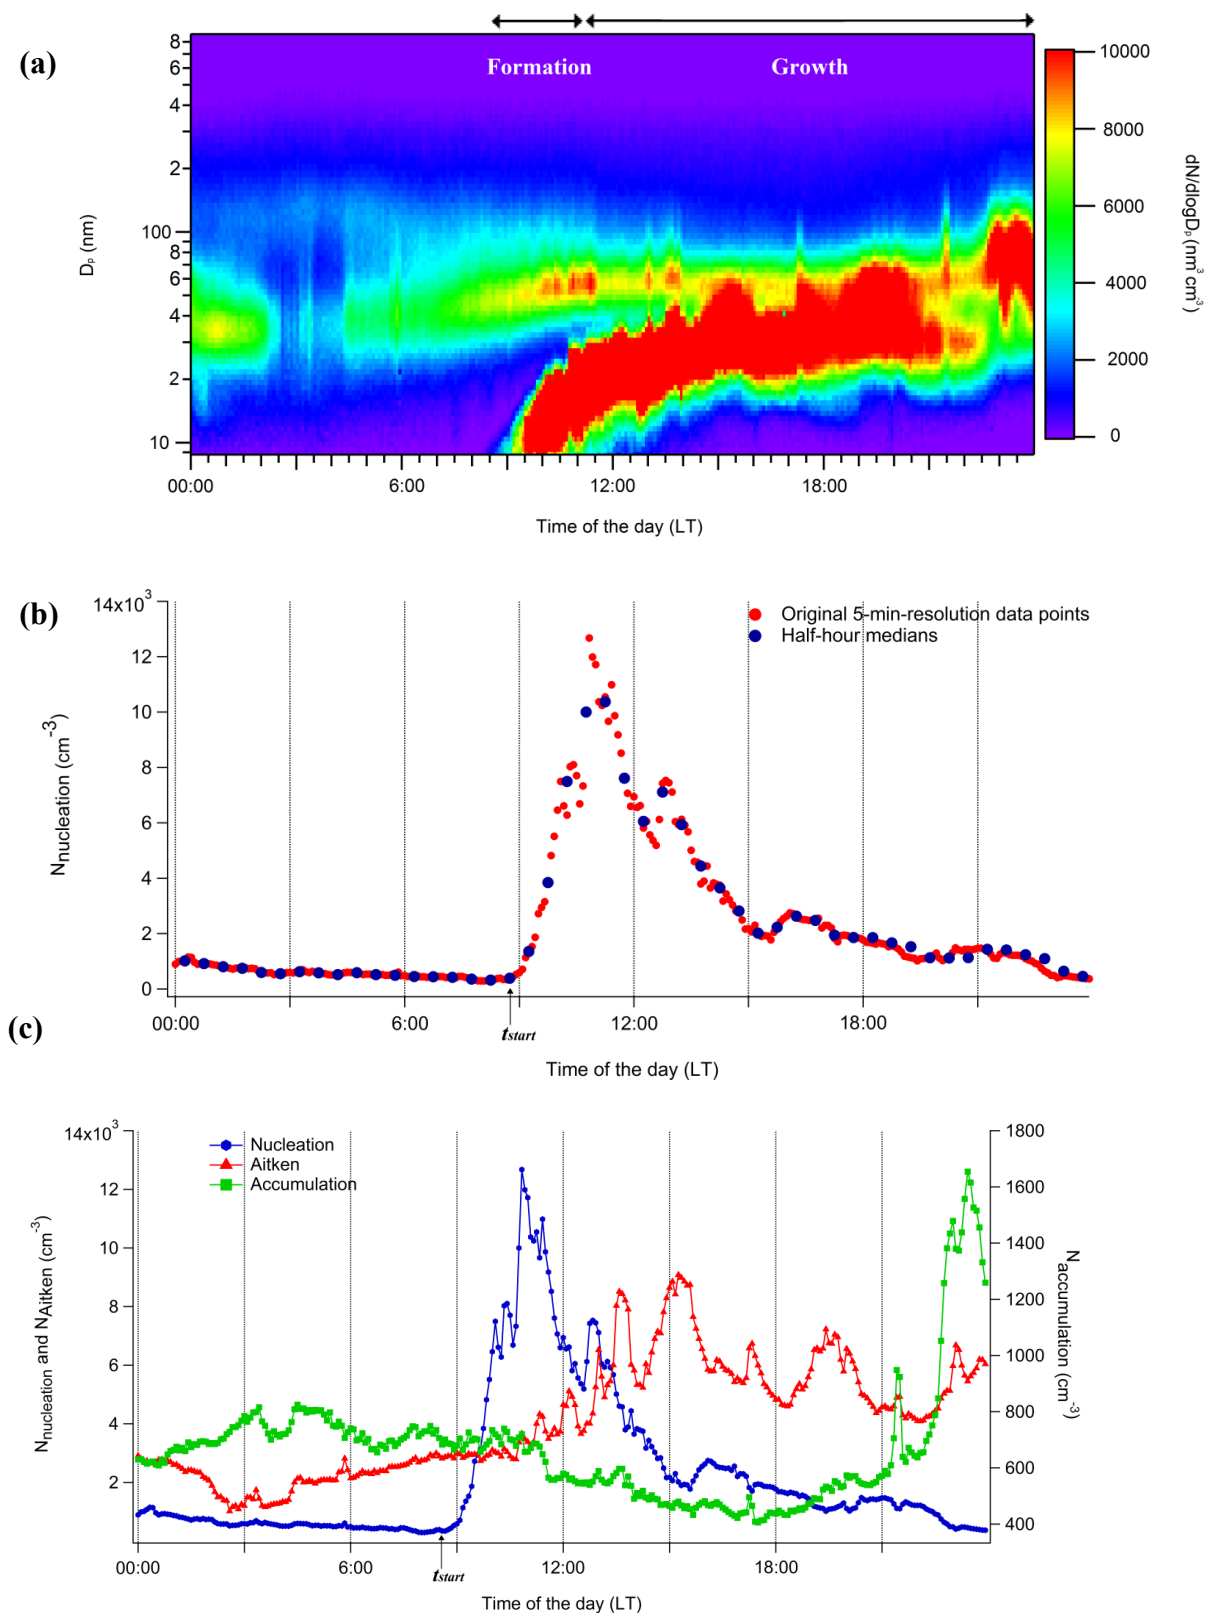 (a)
Formation
Growth
8
6
4
2
100
8
6
4
2
10
Dₚ (nm)
00:00
6:00
12:00
18:00
Time of the day (LT)
10000
8000
6000
4000
2000
0
dN/dlogDₚ (nm³ cm⁻³)
(b)
14x10³
12
10
8
6
4
2
0
Nnucleation (cm⁻³)
Original 5-min-resolution data points
Half-hour medians
00:00
6:00
12:00
18:00
tstart
Time of the day (LT)
(c)
14x10³
12
10
8
6
4
2
Nnucleation and NAitken (cm⁻³)
Nucleation
Aitken
Accumulation
1800
1600
1400
1200
1000
800
600
400
Naccumulation (cm⁻³)
00:00
6:00
12:00
18:00
tstart
Time of the day (LT)